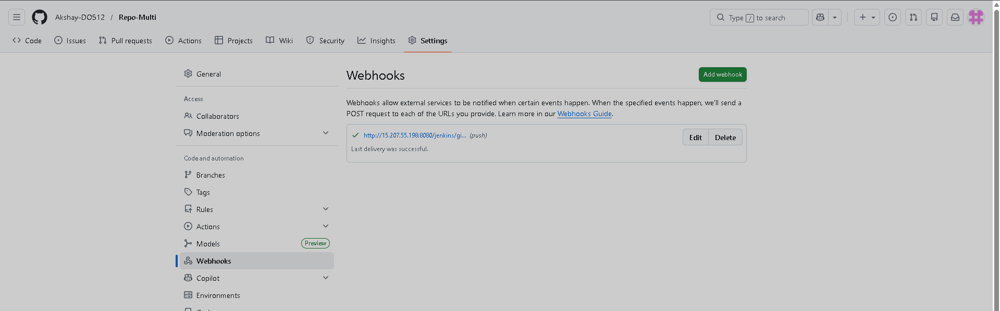 Akshay-DO512 / Repo-Multi
Type / to search
Code Issues Pull requests Actions Projects Wiki Security Insights Settings
General
Access
Collaborators
Moderation options
Code and automation
Branches
Tags
Rules
Actions
Models Preview
Webhooks
Copilot
Environments
Webhooks
Add webhook
Webhooks allow external services to be notified when certain events happen. When the specified events happen, we'll send a
POST request to each of the URLs you provide. Learn more in our Webhooks Guide.
http://15.207.55.198:8080/jenkins/gi... (push)
Edit Delete
Last delivery was successful.